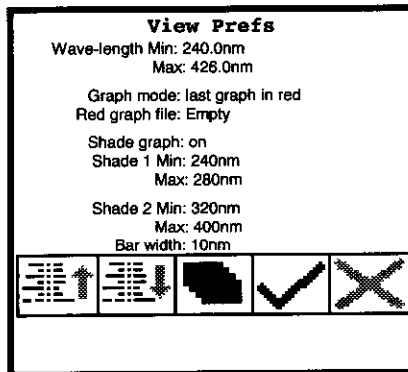 View Prefs
Wave-length Min: 240.0nm
Max: 426.0nm
Graph mode: last graph in red
Red graph file: Empty
Shade graph: on
Shade 1 Min: 240nm
Max: 280nm
Shade 2 Min: 320nm
Max: 400nm
Bar width: 10nm